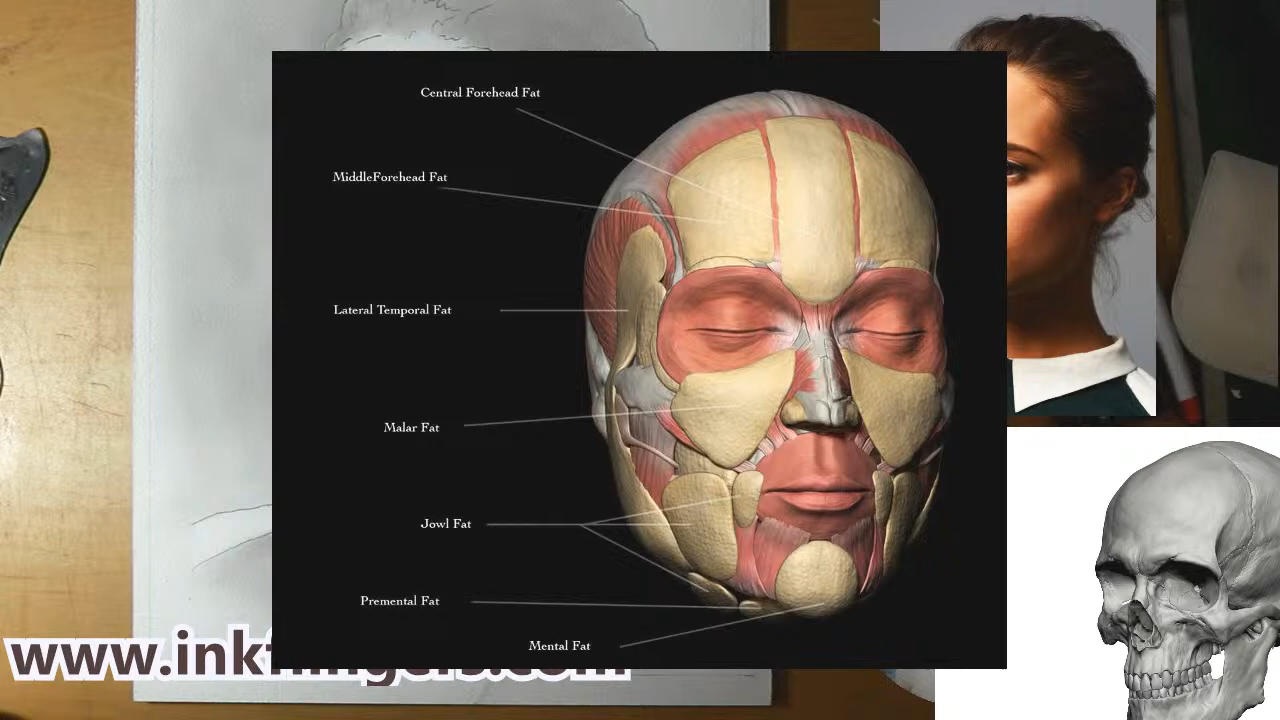 Central Forehead Fat
MiddleForehead Fat
Lateral Temporal Fat
Malar Fat
Jowl Fat
Premental Fat
Mental Fat